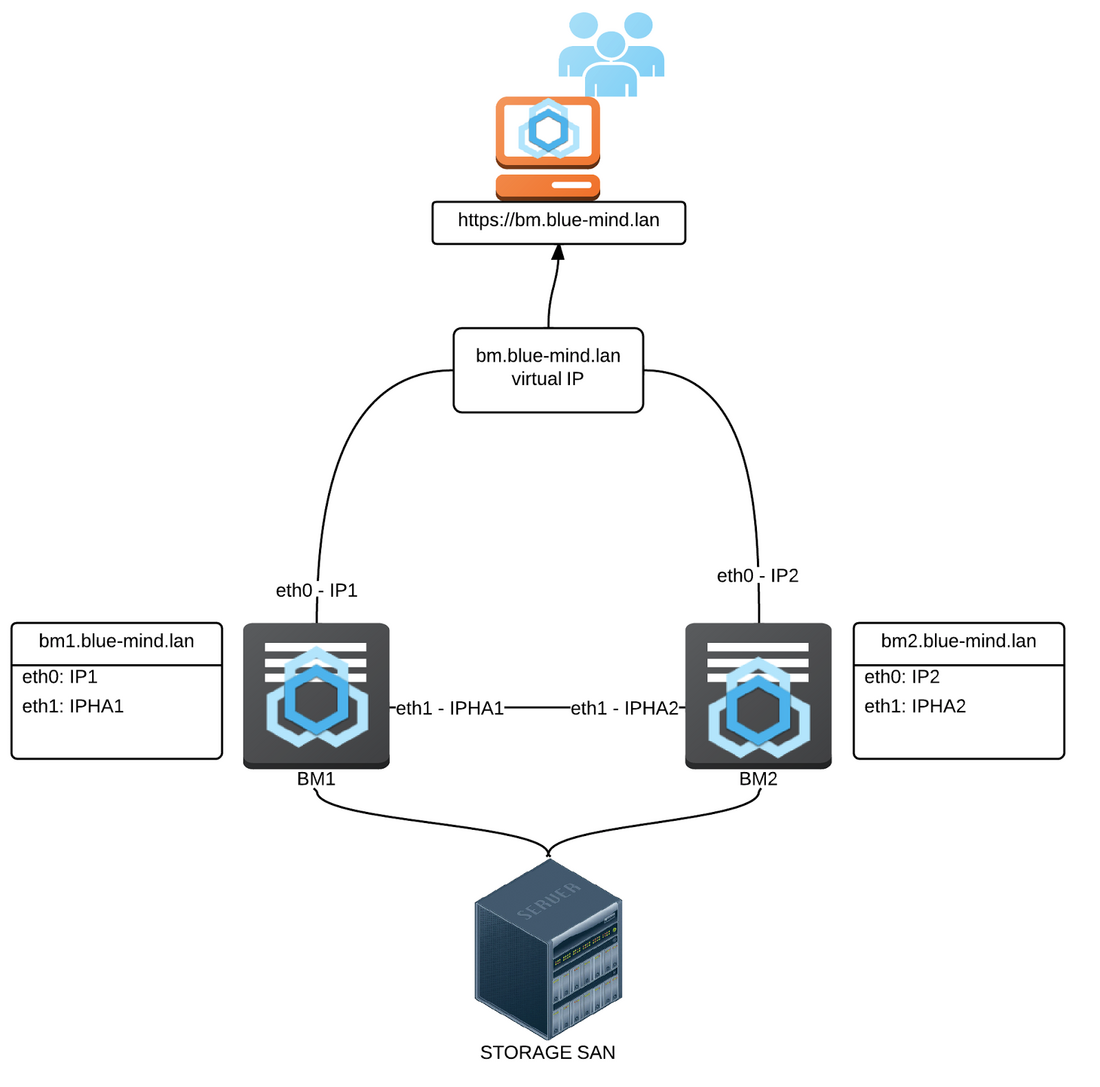 https://bm.blue-mind.lan
bm.blue-mind.lan
virtual IP
eth0 - IP1
eth0 - IP2
bm1.blue-mind.lan
eth0: IP1
eth1: IPHA1
eth1 - IPHA1
eth1 - IPHA2
bm2.blue-mind.lan
eth0: IP2
eth1: IPHA2
BM1
BM2
SERVER
STORAGE SAN